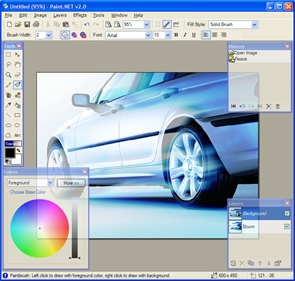 Untitled (95%) - Paint.NET v2.0
File Edit View Image Layers Effects Tools Window Help
95%
Fill Style: Solid Brush
Brush Width: 2
Font: Arial
10
B I U
Tools
History
Open Image
Resize
Colors
Foreground
More >>
Choose Base Color
Layers
Background
Bloom
Paintbrush: Left click to draw with foreground color, right click to draw with background
600 x 450
121, -36